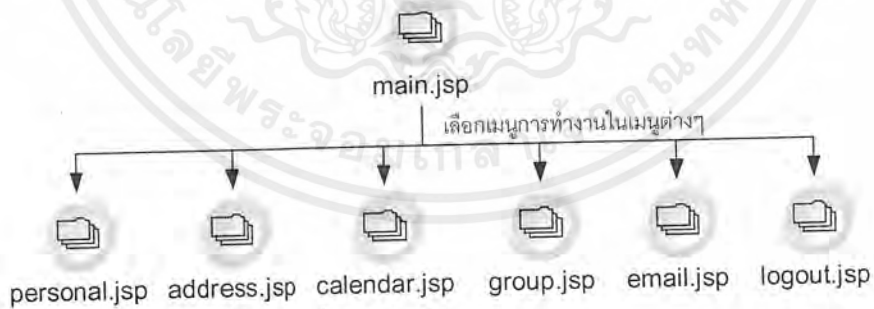 main.jsp
เลือกเมนูการทำงานในเมนูต่างๆ
personal.jsp address.jsp calendar.jsp group.jsp email.jsp logout.jsp